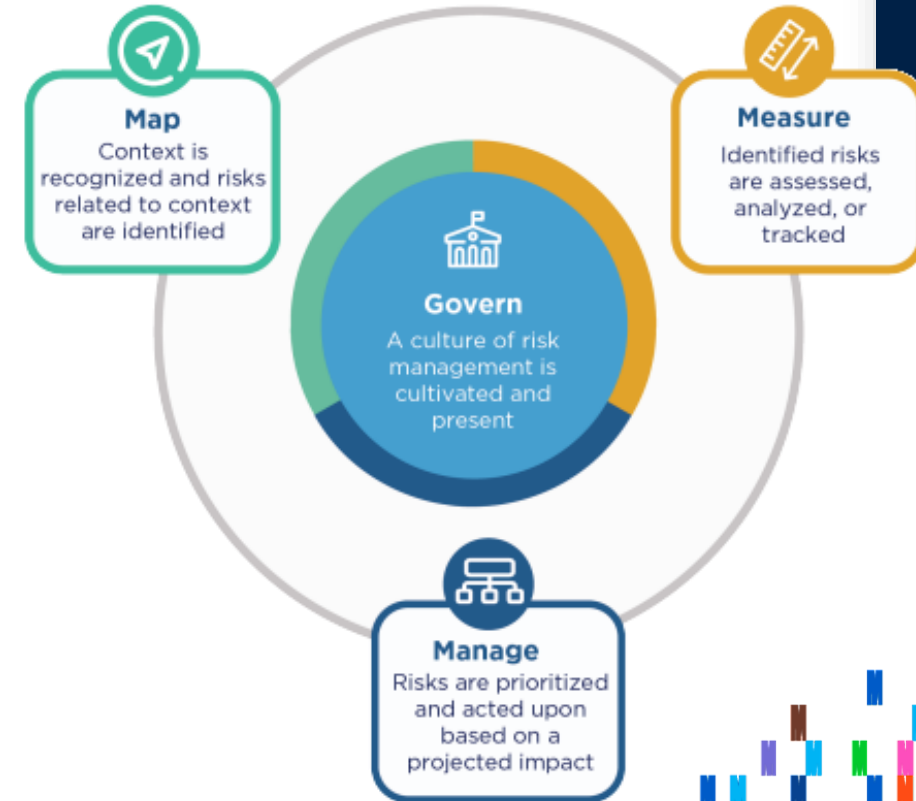 Map
Context is
recognized and risks
related to context
are identified
Measure
Identified risks
are assessed,
analyzed, or
tracked
Govern
A culture of risk
management is
cultivated and
present
Manage
Risks are prioritized
and acted upon
based on a
projected impact